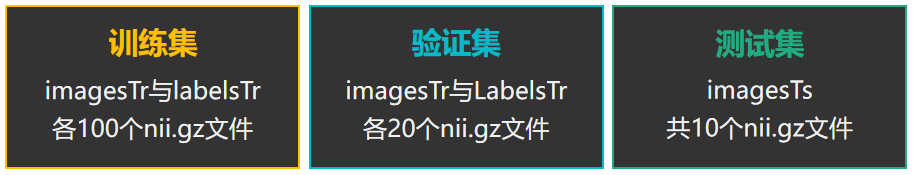 训练集
imagesTr与labelsTr
各100个nii.gz文件
验证集
imagesTr与LabelsTr
各20个nii.gz文件
测试集
imagesTs
共10个nii.gz文件